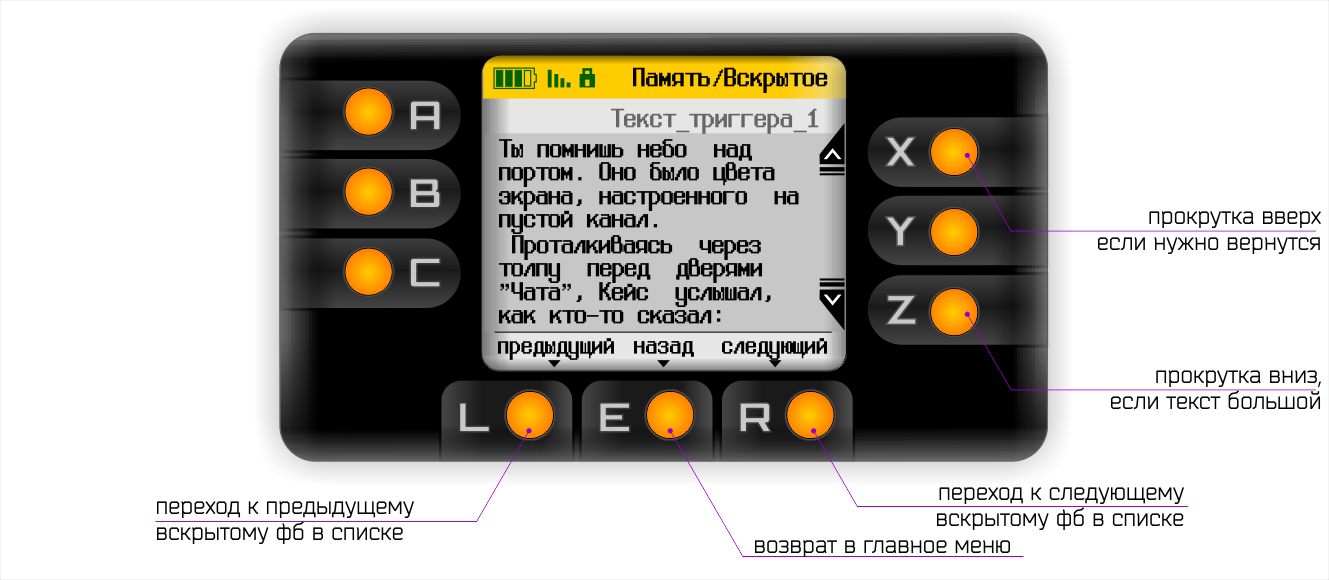 Память/Вскрытое
Текст_триггера_1
A
B
C
Ты помнишь небо над
портом. Оно было цвета
экрана, настроенного на
пустой канал.
Проталкиваясь через
толпу перед дверями
"Чата", Кейс услышал,
как кто-то сказал:
предыдущий назад следующий
X
Y
Z
L E R
прокрутка вверх
если нужно вернутся
прокрутка вниз,
если текст большой
переход к предыдущему
вскрытому фб в списке
возврат в главное меню
переход к следующему
вскрытому фб в списке